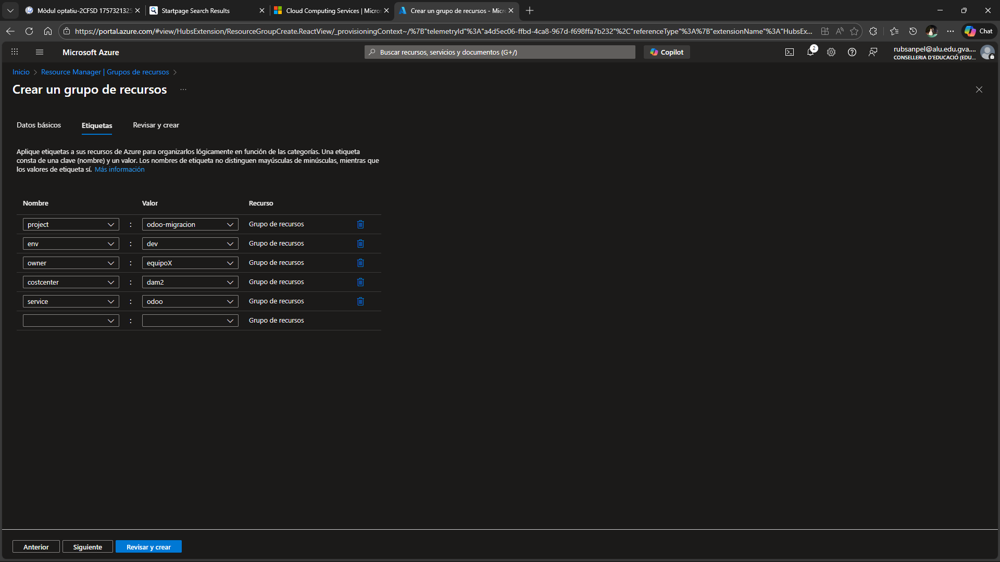 Mòdul optatiu-2CFSD 1757321325
Startpage Search Results
Cloud Computing Services | Micros
Crear un grupo de recursos - Micro
https://portal.azure.com/#view/HubsExtension/ResourceGroupCreate.ReactView/_provisioningContext~/%7B"telemetryId"%3A"a4d5ec06-ffbd-4ca8-967d-f698ffa7b232"%2C"referenceType"%3A%7B"extensionName"%3A"HubsEx...
Chat
Microsoft Azure
Buscar recursos, servicios y documentos (G+/)
Copilot
2
rubsanpel@alu.edu.gva....
CONSELLERIA D'EDUCACIÓ (EDU...
Inicio
Resource Manager | Grupos de recursos
Crear un grupo de recursos
...
Datos básicos
Etiquetas
Revisar y crear
Aplique etiquetas a sus recursos de Azure para organizarlos lógicamente en función de las categorías. Una etiqueta
consta de una clave (nombre) y un valor. Los nombres de etiqueta no distinguen mayúsculas de minúsculas, mientras que
los valores de etiqueta sí. Más información
Nombre Valor Recurso
project : odoo-migracion Grupo de recursos
env : dev Grupo de recursos
owner : equipoX Grupo de recursos
costcenter : dam2 Grupo de recursos
service : odoo Grupo de recursos
: Grupo de recursos
Anterior
Siguiente
Revisar y crear